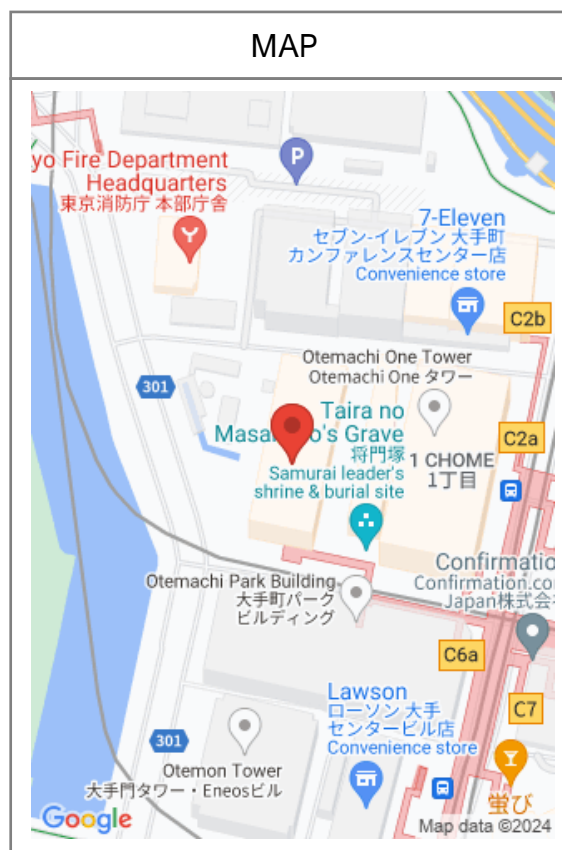 MAP
yo Fire Department
Headquarters
東京消防庁 本部庁舎
P
7-Eleven
セブン-イレブン 大手町
カンファレンスセンター店
Convenience store
C2b
Otemachi One Tower
Otemachi One タワー
301
Taira no
Masa o's Grave
将門塚
Samurai leader's
shrine & burial site
C2a
1 CHOME
1丁目
Confirmatio
Confirmation.co
Japan株式会
Otemachi Park Building
大手町パーク
ビルディング
C6a
C7
Lawson
ローソン 大手
センタービル店
Convenience store
301
Otemon Tower
大手門タワー・Eneosビル
蛍び
Google
Map data ©2024